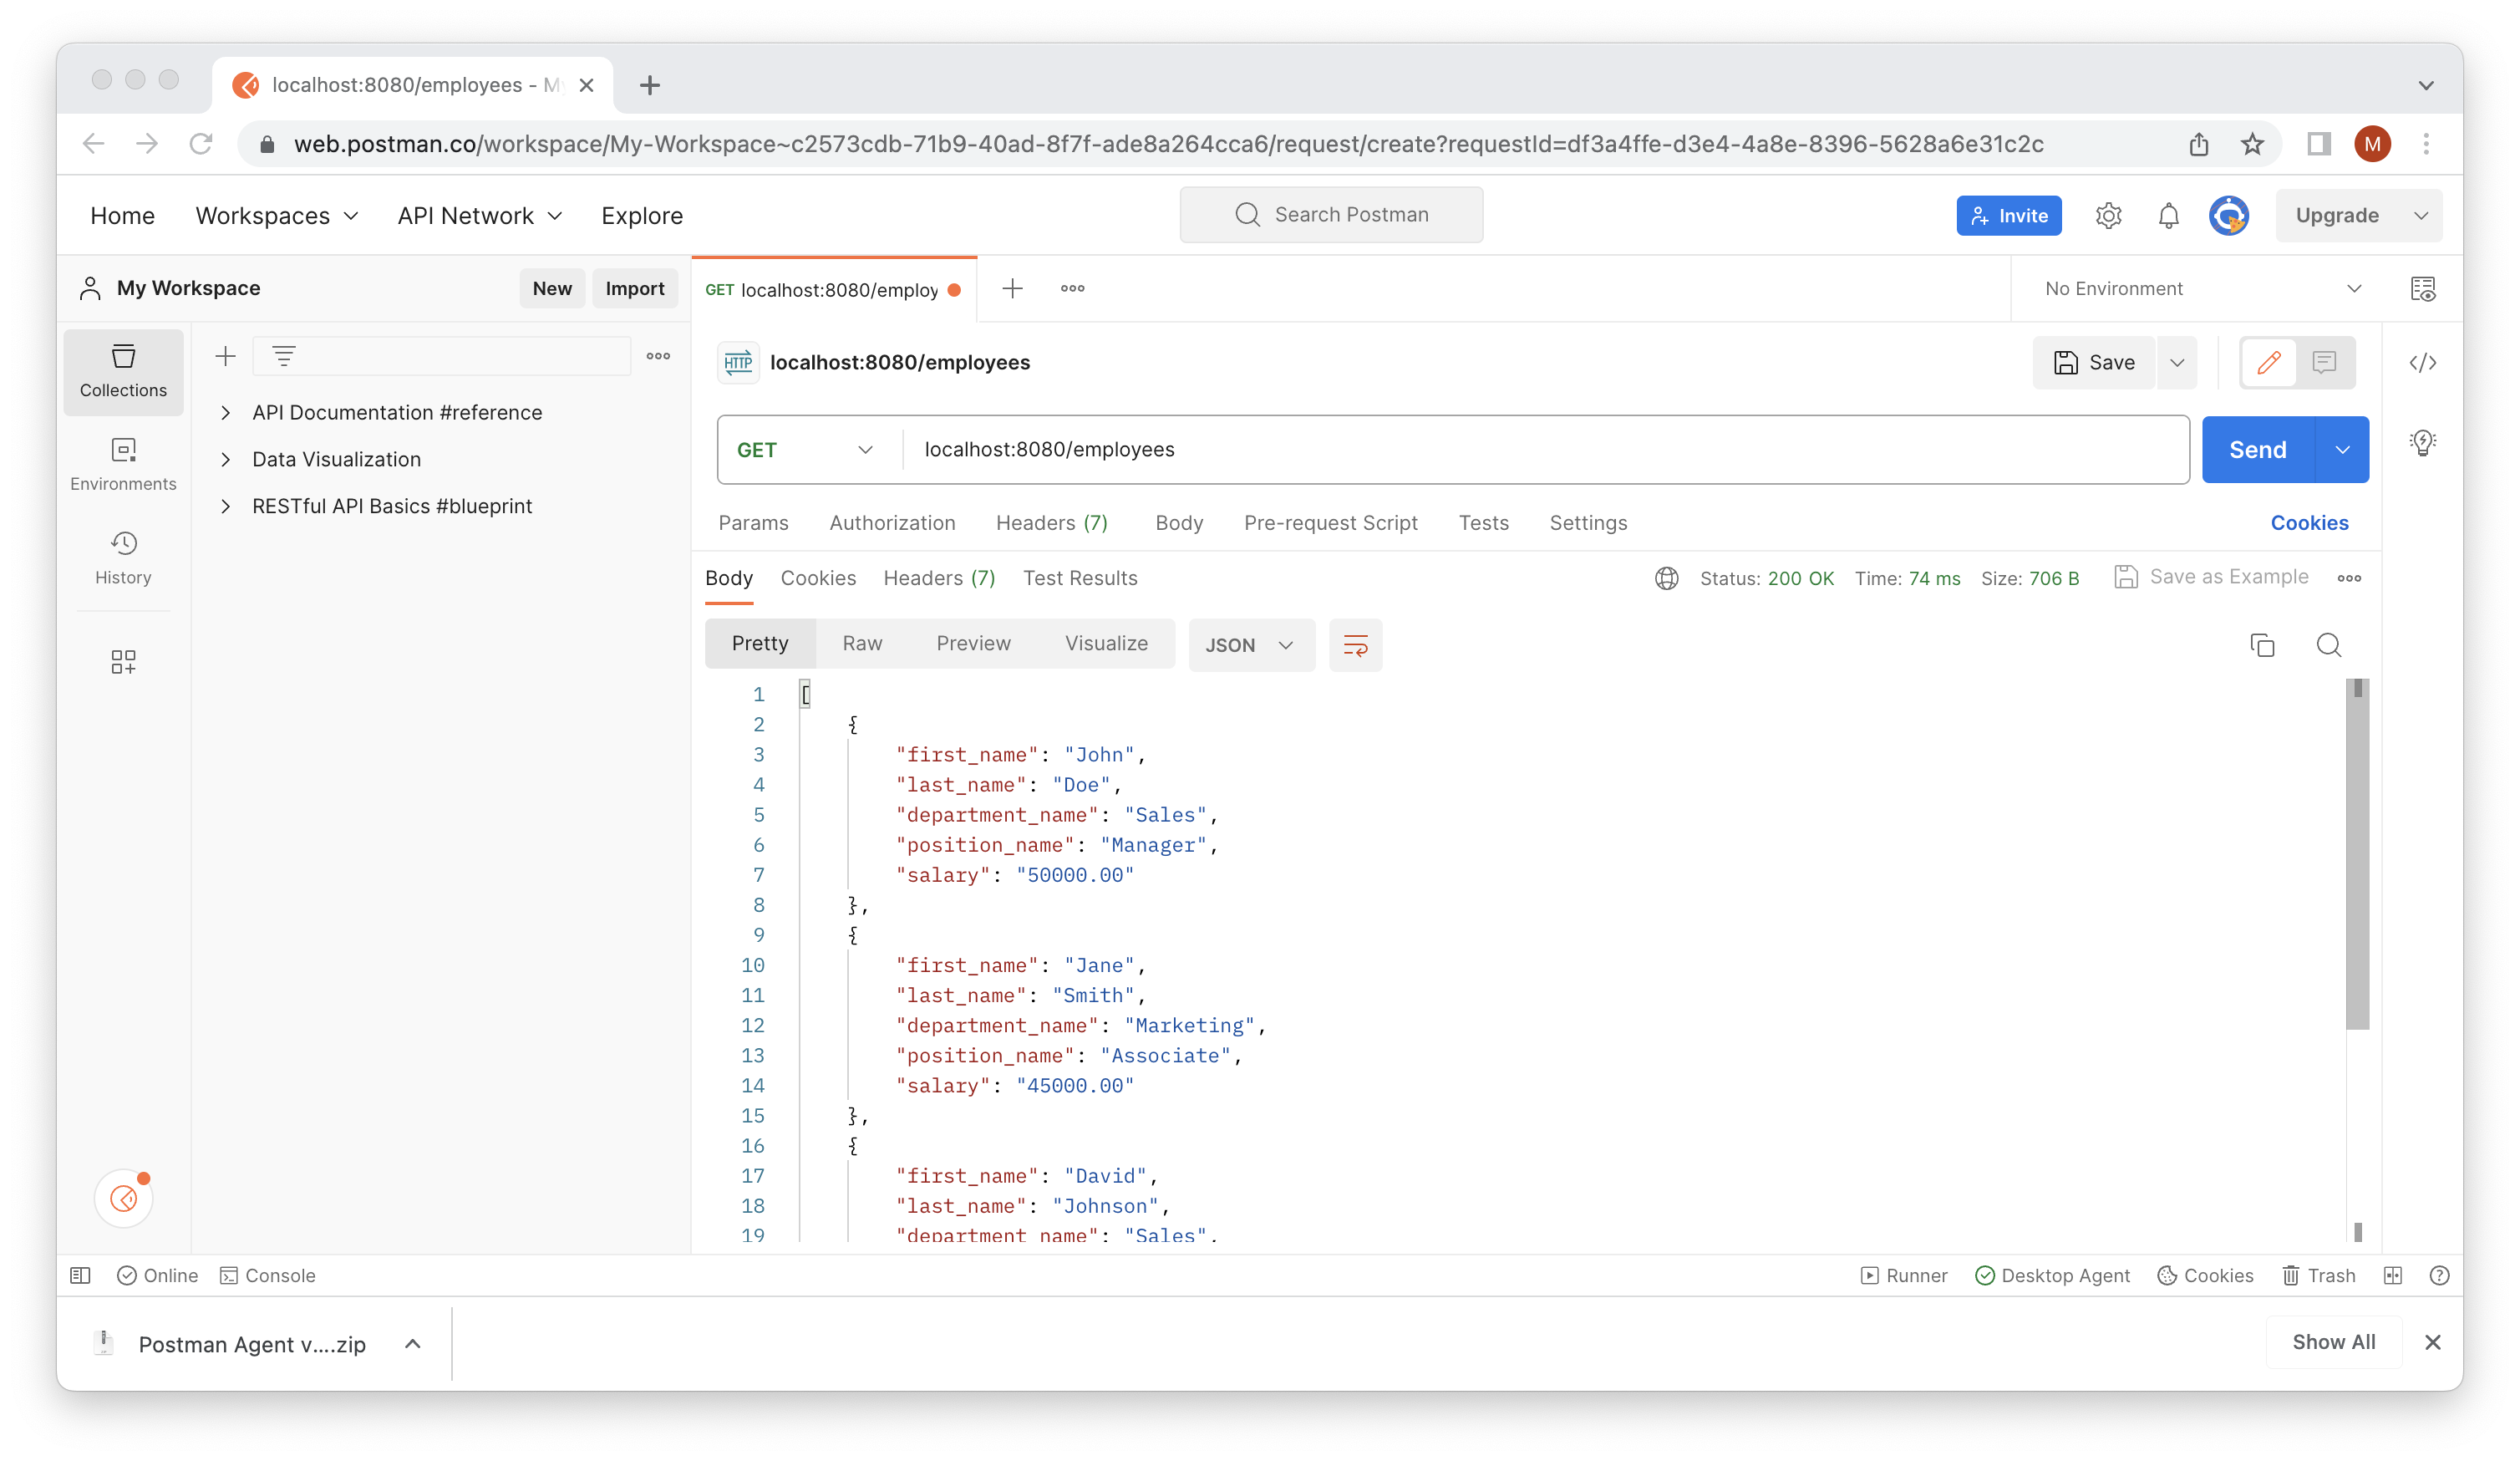 localhost:8080/employees - My
web.postman.co/workspace/My-Workspace~c2573cdb-71b9-40ad-8f7f-ade8a264cca6/request/create?requestId=df3a4ffe-d3e4-4a8e-8396-5628a6e31c2c
M
Home Workspaces API Network Explore Search Postman Invite Upgrade
My Workspace New Import GET localhost:8080/employ No Environment
HTTP localhost:8080/employees Save
Collections
Environments
History
API Documentation #reference
Data Visualization
RESTful API Basics #blueprint
GET localhost:8080/employees Send
Params Authorization Headers (7) Body Pre-request Script Tests Settings Cookies
Body Cookies Headers (7) Test Results Status: 200 OK Time: 74 ms Size: 706 B Save as Example
Pretty Raw Preview Visualize JSON
1 [
2 {
3 "first_name": "John",
4 "last_name": "Doe",
5 "department_name": "Sales",
6 "position_name": "Manager",
7 "salary": "50000.00"
8 },
9 {
10 "first_name": "Jane",
11 "last_name": "Smith",
12 "department_name": "Marketing",
13 "position_name": "Associate",
14 "salary": "45000.00"
15 },
16 {
17 "first_name": "David",
18 "last_name": "Johnson",
19 "department_name": "Sales",
Online Console Runner Desktop Agent Cookies Trash
Postman Agent v....zip Show All